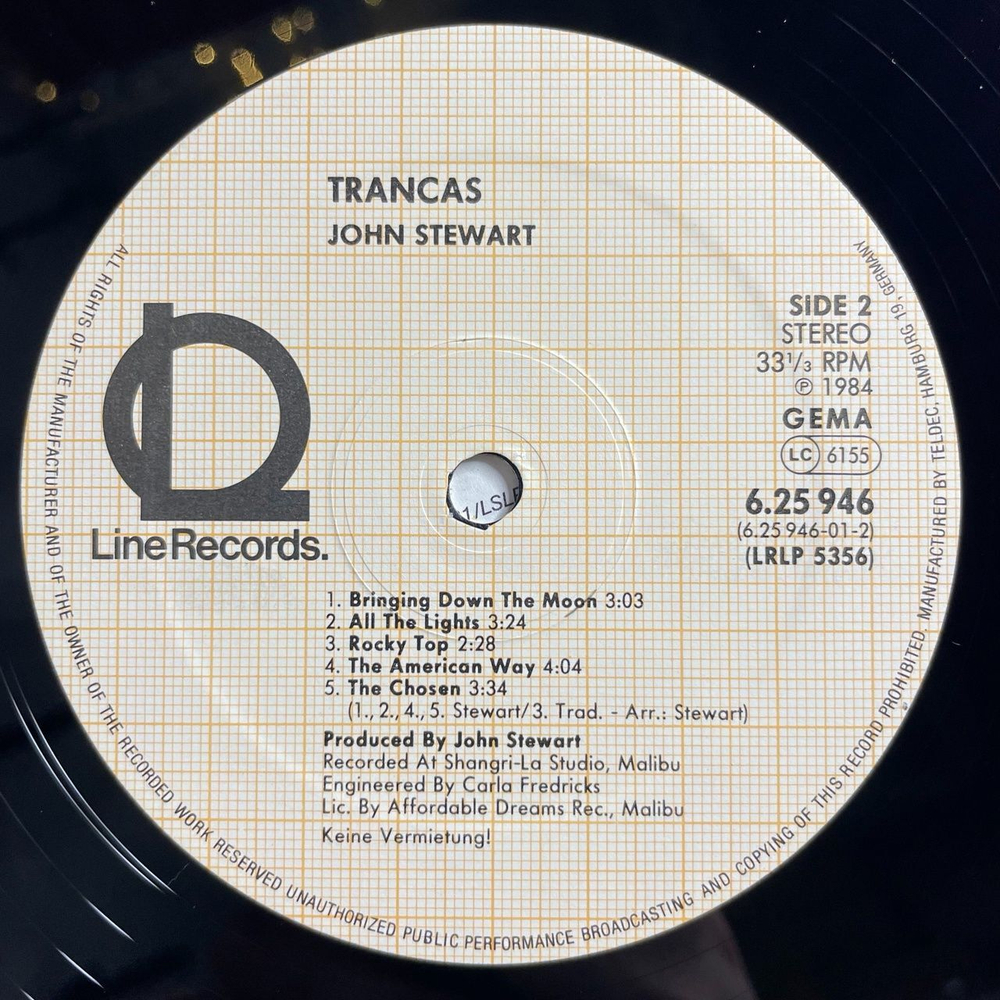 TRANCAS
JOHN STEWART
SIDE 2
STEREO
33 1/3 RPM
℗ 1984
GEMA
LC 6155
6.25 946
(6.25 946-01-2)
(LRLP 5356)
Line Records.
1. Bringing Down The Moon 3:03
2. All The Lights 3:24
3. Rocky Top 2:28
4. The American Way 4:04
5. The Chosen 3:34
(1., 2., 4., 5. Stewart/3. Trad. - Arr.: Stewart)
Produced By John Stewart
Recorded At Shangri-La Studio, Malibu
Engineered By Carla Fredricks
Lic. By Affordable Dreams Rec., Malibu
Keine Vermietung!
ALL RIGHTS OF THE MANUFACTURER AND OF THE OWNER OF THE RECORDED WORK RESERVED UNAUTHORIZED PUBLIC PERFORMANCE BROADCASTING AND COPYING OF THIS RECORD PROHIBITED. MANUFACTURED BY TELDEC, HAMBURG 19, GERMANY